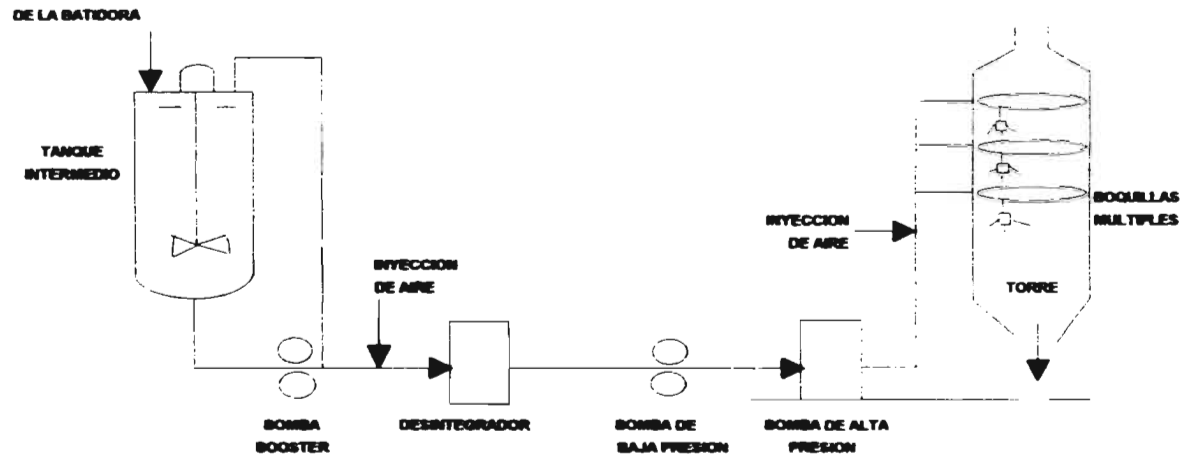 DE LA BATIDORA
TANQUE
INTERMEDIO
INYECCION
DE AIRE
BOMBA
BOOSTER
DESINTEGRADOR
BOMBA DE
BAJA PRESION
BOMBA DE ALTA
PRESION
INYECCION
DE AIRE
BOQUILLAS
MULTIPLES
TORRE